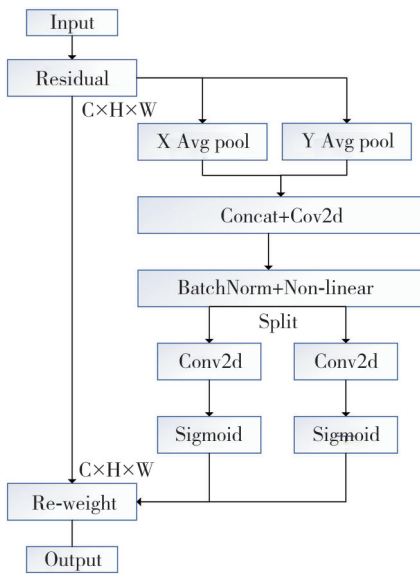 Input
Residual
C×H×W
X Avg pool
Y Avg pool
Concat+Cov2d
BatchNorm+Non-linear
Split
Conv2d
Conv2d
Sigmoid
Sigmoid
C×H×W
Re-weight
Output